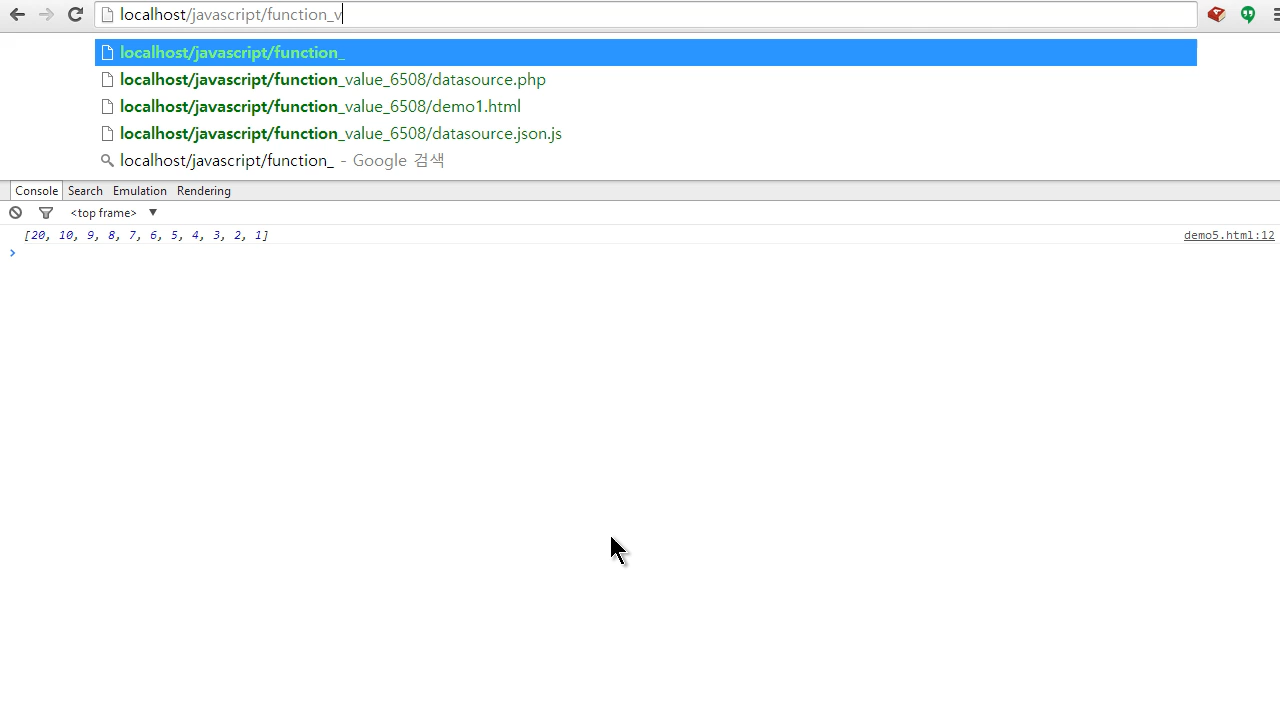 localhost/javascript/function_v
localhost/javascript/function_
localhost/javascript/function_value_6508/datasource.php
localhost/javascript/function_value_6508/demo1.html
localhost/javascript/function_value_6508/datasource.json.js
localhost/javascript/function_ - Google 검색
Console Search Emulation Rendering
<top frame> ▼
[20, 10, 9, 8, 7, 6, 5, 4, 3, 2, 1] demo5.html:12
>